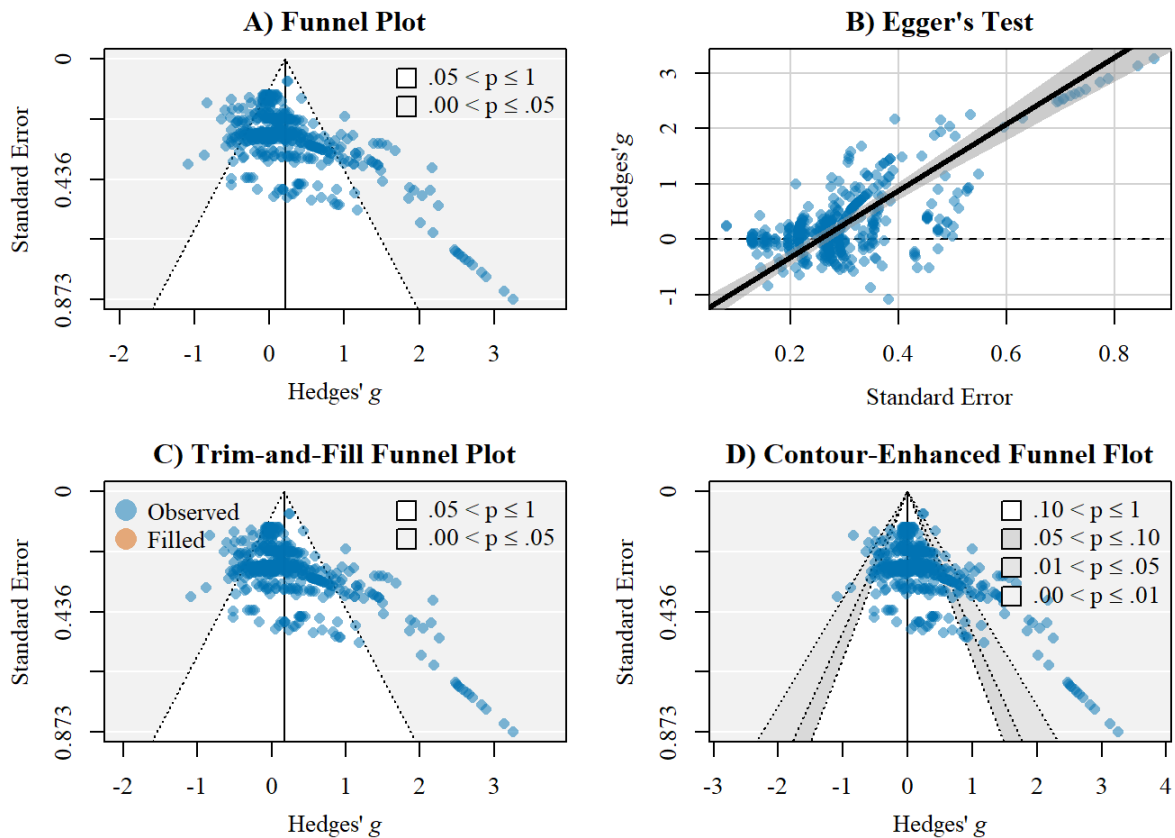 A) Funnel Plot
Standard Error
0
0.436
0.873
.05 < p ≤ 1
.00 < p ≤ .05
-2
-1
0
1
2
3
Hedges' g
B) Egger's Test
Hedges'g
3
2
1
0
-1
0.2
0.4
0.6
0.8
Standard Error
C) Trim-and-Fill Funnel Plot
Standard Error
0
0.436
0.873
Observed
Filled
.05 < p ≤ 1
.00 < p ≤ .05
-2
-1
0
1
2
3
Hedges' g
D) Contour-Enhanced Funnel Flot
Standard Error
0
0.436
0.873
.10 < p ≤ 1
.05 < p ≤ .10
.01 < p ≤ .05
.00 < p ≤ .01
-3
-2
-1
0
1
2
3
4
Hedges' g